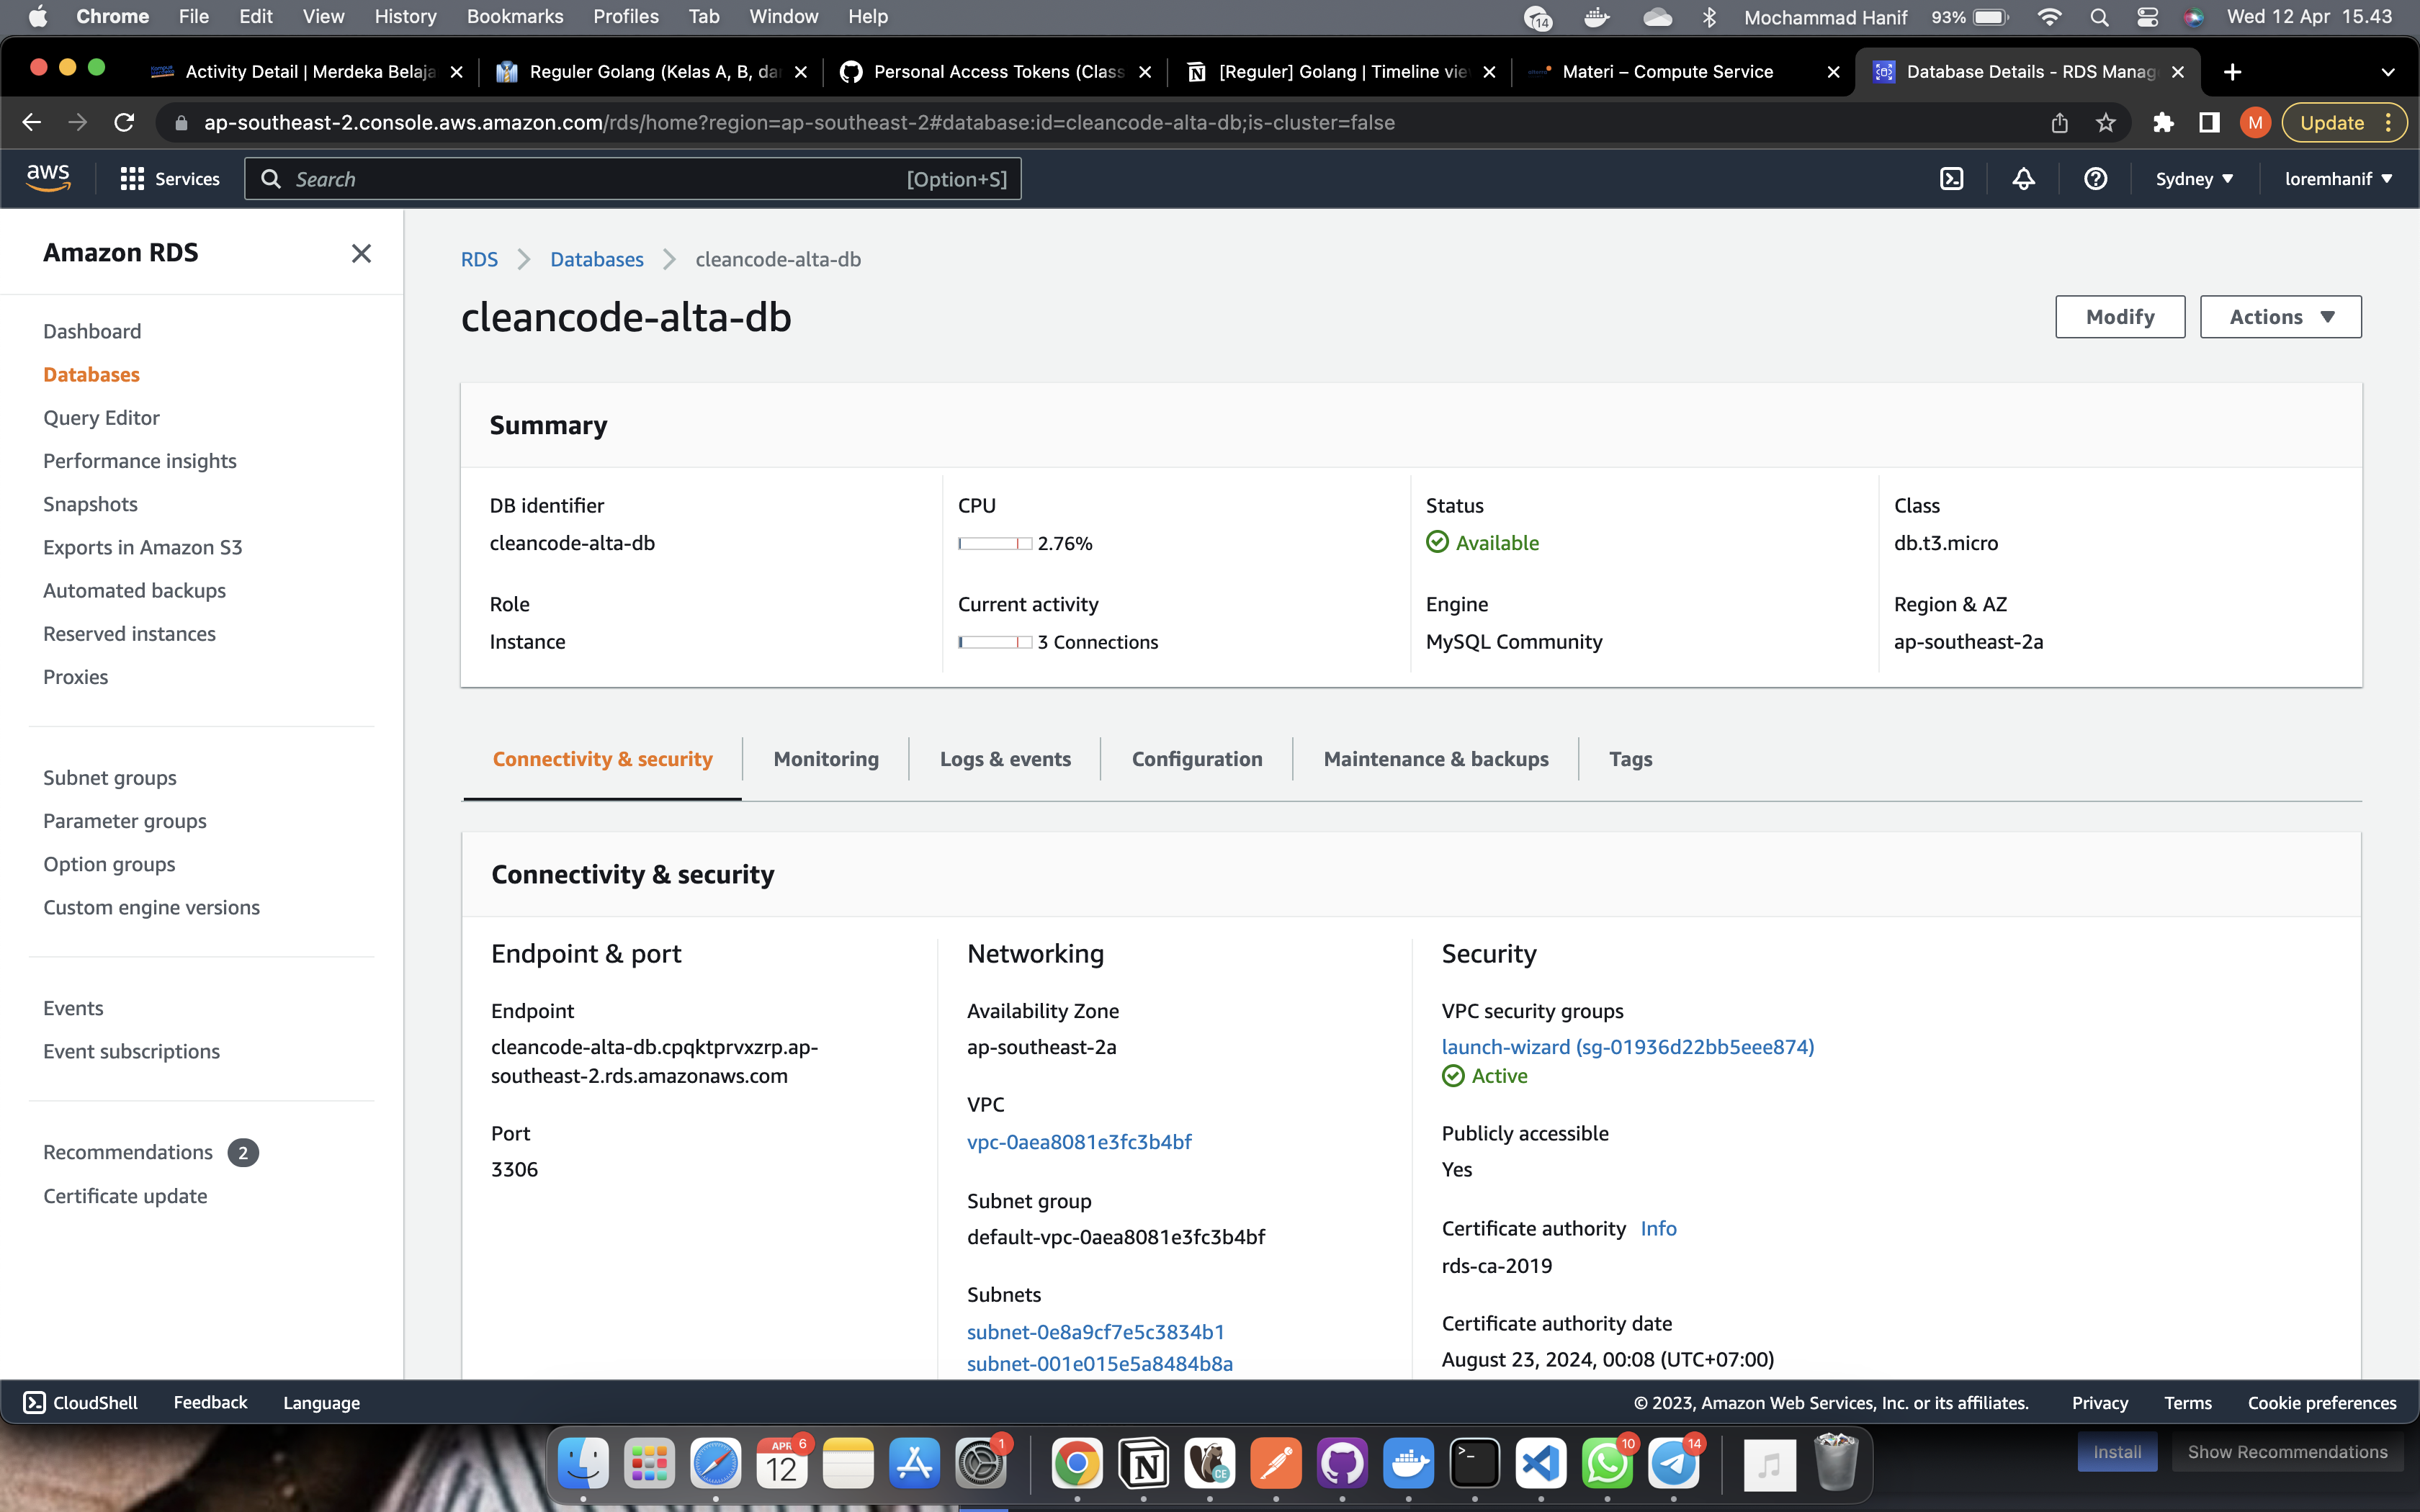 Chrome File Edit View History Bookmarks Profiles Tab Window Help 14 Mochammad Hanif 93% Wed 12 Apr 15.43
Activity Detail | Merdeka Belaja Reguler Golang (Kelas A, B, dan Personal Access Tokens (Class [Reguler] Golang | Timeline vie Materi – Compute Service Database Details - RDS Manag
ap-southeast-2.console.aws.amazon.com/rds/home?region=ap-southeast-2#database:id=cleancode-alta-db;is-cluster=false M Update
aws Services Search [Option+S] Sydney loremhanif
Amazon RDS
Dashboard
Databases
Query Editor
Performance insights
Snapshots
Exports in Amazon S3
Automated backups
Reserved instances
Proxies
Subnet groups
Parameter groups
Option groups
Custom engine versions
Events
Event subscriptions
Recommendations 2
Certificate update
RDS Databases cleancode-alta-db
cleancode-alta-db
Modify Actions
Summary
DB identifier
cleancode-alta-db
CPU
2.76%
Status
Available
Class
db.t3.micro
Role
Instance
Current activity
3 Connections
Engine
MySQL Community
Region & AZ
ap-southeast-2a
Connectivity & security Monitoring Logs & events Configuration Maintenance & backups Tags
Connectivity & security
Endpoint & port
Endpoint
cleancode-alta-db.cpqktprvxzrp.ap-
southeast-2.rds.amazonaws.com
Port
3306
Networking
Availability Zone
ap-southeast-2a
VPC
vpc-0aea8081e3fc3b4bf
Subnet group
default-vpc-0aea8081e3fc3b4bf
Subnets
subnet-0e8a9cf7e5c3834b1
subnet-001e015e5a8484b8a
Security
VPC security groups
launch-wizard (sg-01936d22bb5eee874)
Active
Publicly accessible
Yes
Certificate authority Info
rds-ca-2019
Certificate authority date
August 23, 2024, 00:08 (UTC+07:00)
CloudShell Feedback Language © 2023, Amazon Web Services, Inc. or its affiliates. Privacy Terms Cookie preferences
APR 12 6 1 CE 10 14
Install Show Recommendations